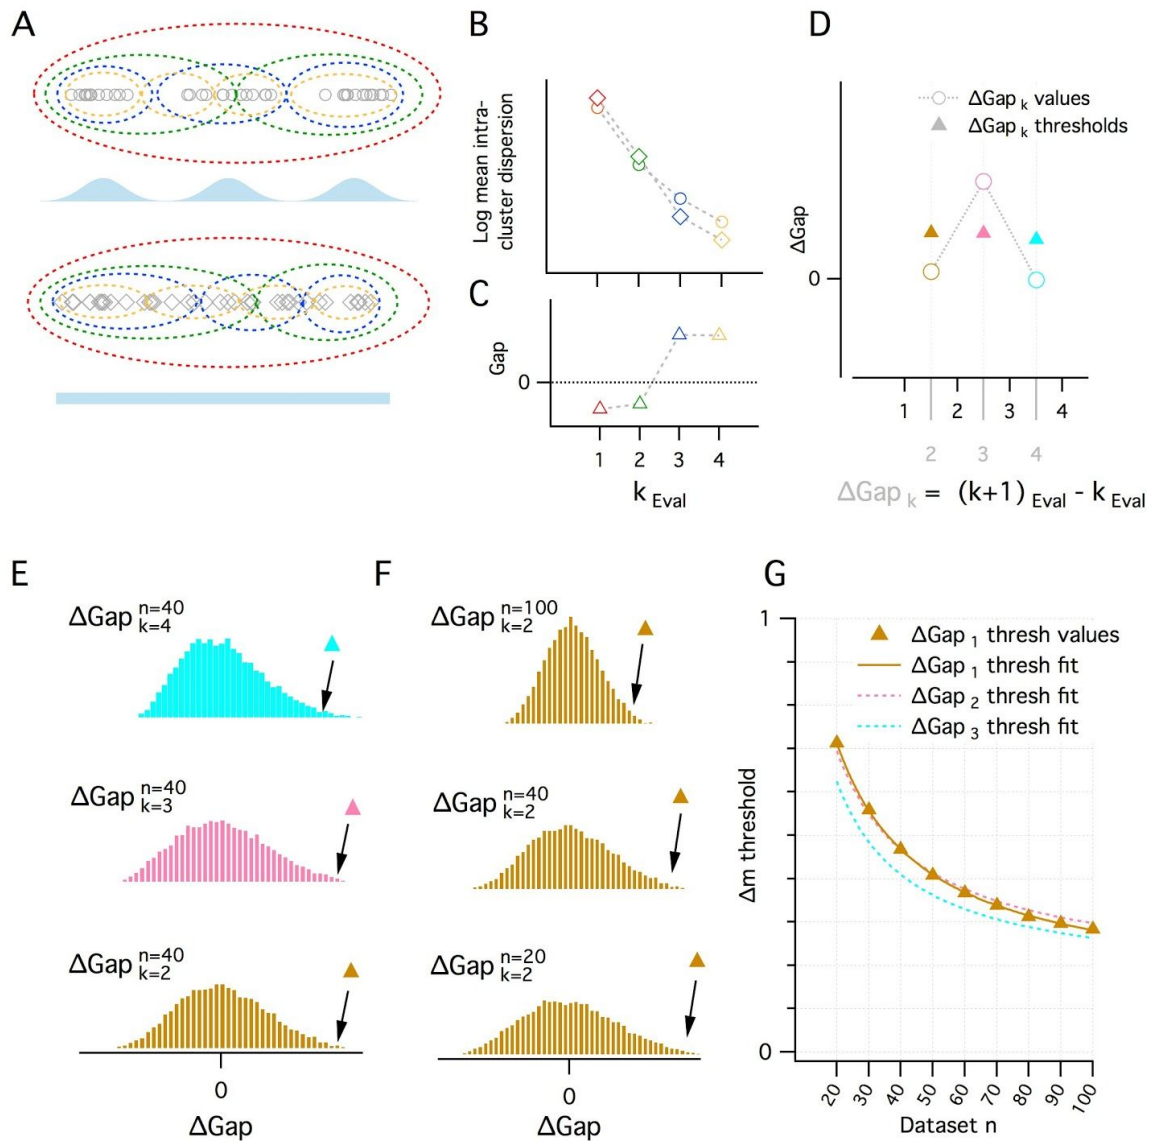 A
B
Log mean intra-
cluster dispersion
C
Gap
0
1 2 3 4
k Eval
D
ΔGap k values
ΔGap k thresholds
ΔGap
0
1 2 3 4
2 3 4
ΔGap k = (k+1) Eval - k Eval
E
ΔGap n=40 k=4
ΔGap n=40 k=3
ΔGap n=40 k=2
0
ΔGap
F
ΔGap n=100 k=2
ΔGap n=40 k=2
ΔGap n=20 k=2
0
ΔGap
G
1
ΔGap 1 thresh values
ΔGap 1 thresh fit
ΔGap 2 thresh fit
ΔGap 3 thresh fit
Δm threshold
0
20 30 40 50 60 70 80 90 100
Dataset n